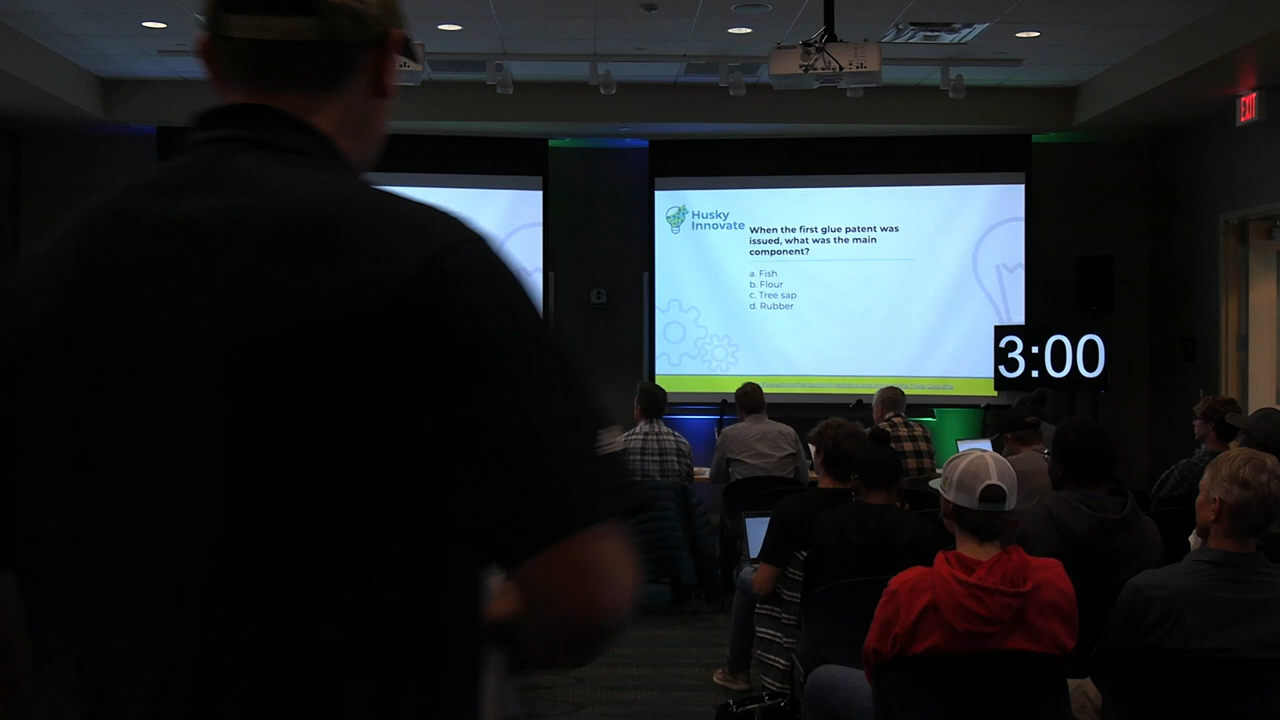 EXIT
Husky
Innovate
When the first glue patent was
issued, what was the main
component?
a. Fish
b. Flour
c. Tree sap
d. Rubber
3:00